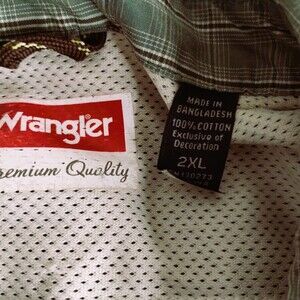 Wrangler
Premium Quality
MADE IN
BANGLADESH
100% COTTON
Exclusive of
Decoration
2XL